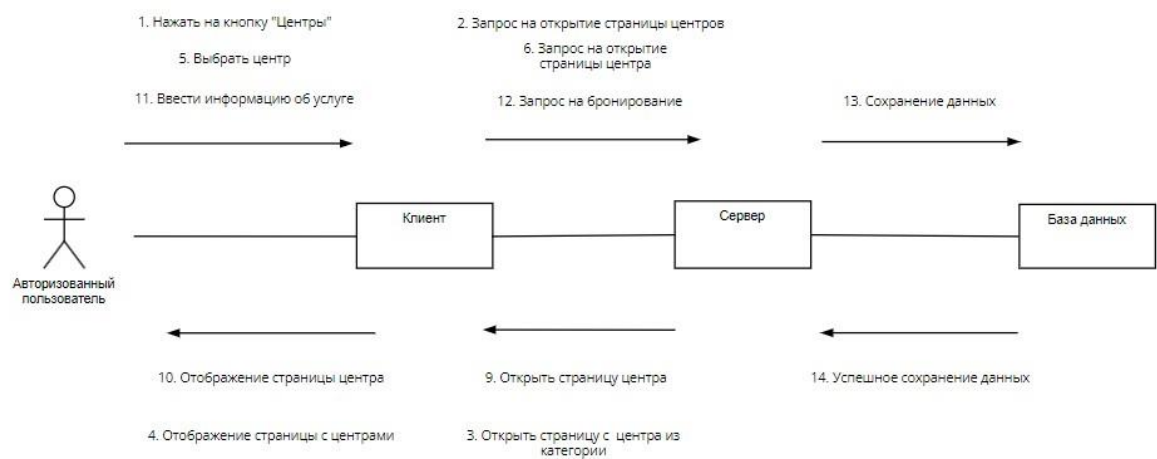 1. Нажать на кнопку "Центры"
2. Запрос на открытие страницы центров
5. Выбрать центр
6. Запрос на открытие
страницы центра
11. Ввести информацию об услуге
12. Запрос на бронирование
13. Сохранение данных
Клиент
Сервер
База данных
Авторизованный
пользователь
10. Отображение страницы центра
9. Открыть страницу центра
14. Успешное сохранение данных
4. Отображение страницы с центрами
3. Открыть страницу с центра из
категории